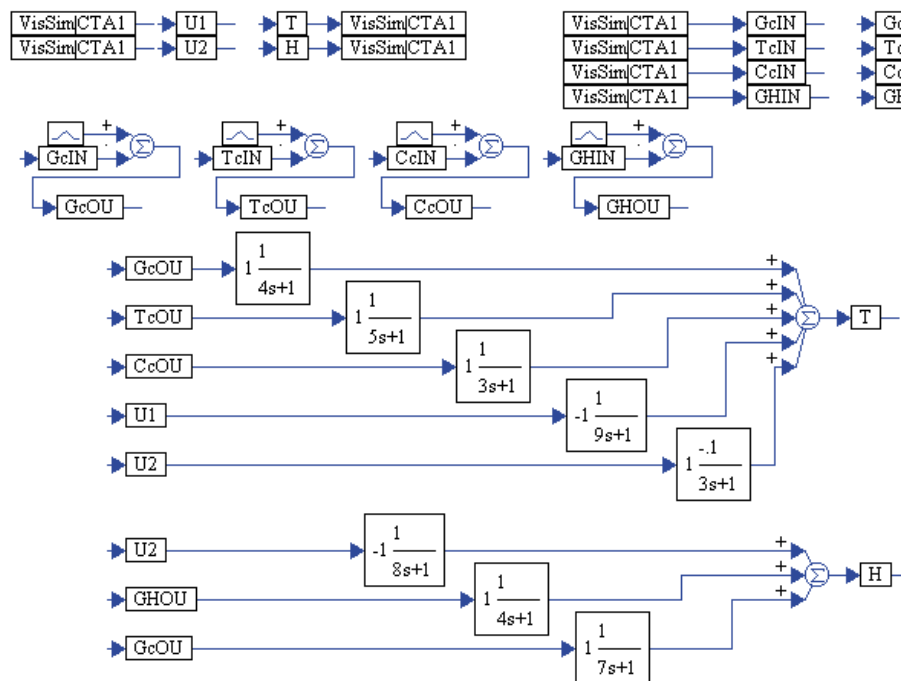 VisSim|CTA1 U1 T VisSim|CTA1 VisSim|CTA1 GcIN
VisSim|CTA1 U2 H VisSim|CTA1 VisSim|CTA1 TcIN
VisSim|CTA1 CcIN
VisSim|CTA1 GHIN
+ + + +
GcIN Σ TcIN Σ CcIN Σ GHIN Σ
GcOU TcOU CcOU GHOU
GcOU 1 1/4s+1 +
TcOU 1 1/5s+1 + Σ T
CcOU 1 1/3s+1 +
U1 -1 1/9s+1 +
U2 1 -.1/3s+1 +
U2 -1 1/8s+1 +
GHOU 1 1/4s+1 + Σ H
GcOU 1 1/7s+1 +